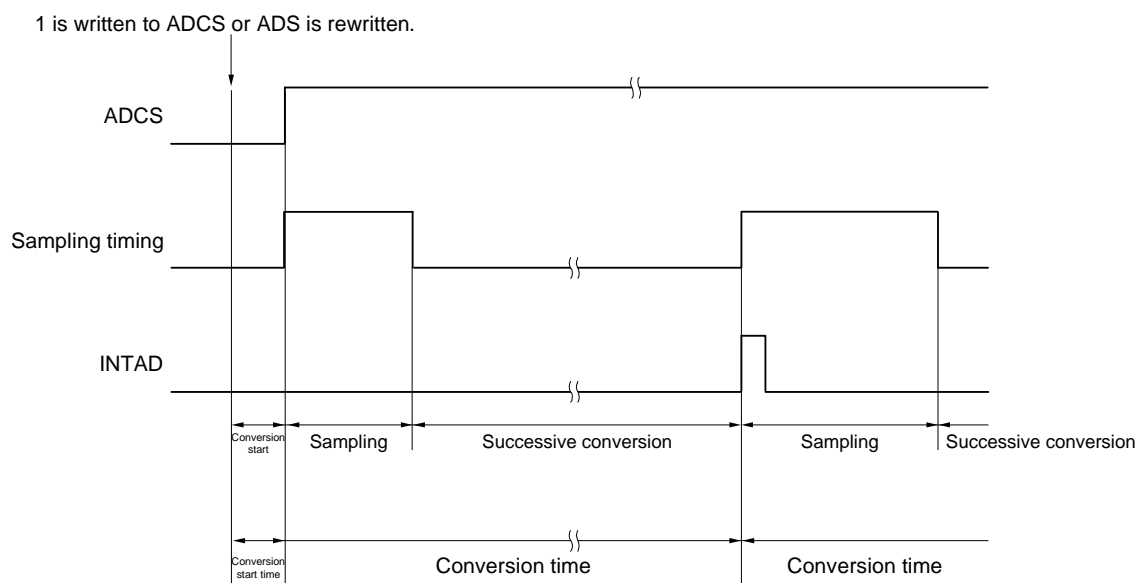 1 is written to ADCS or ADS is rewritten.
ADCS
Sampling timing
INTAD
Conversion
start
Sampling
Successive conversion
Sampling
Successive conversion
Conversion
start time
Conversion time
Conversion time